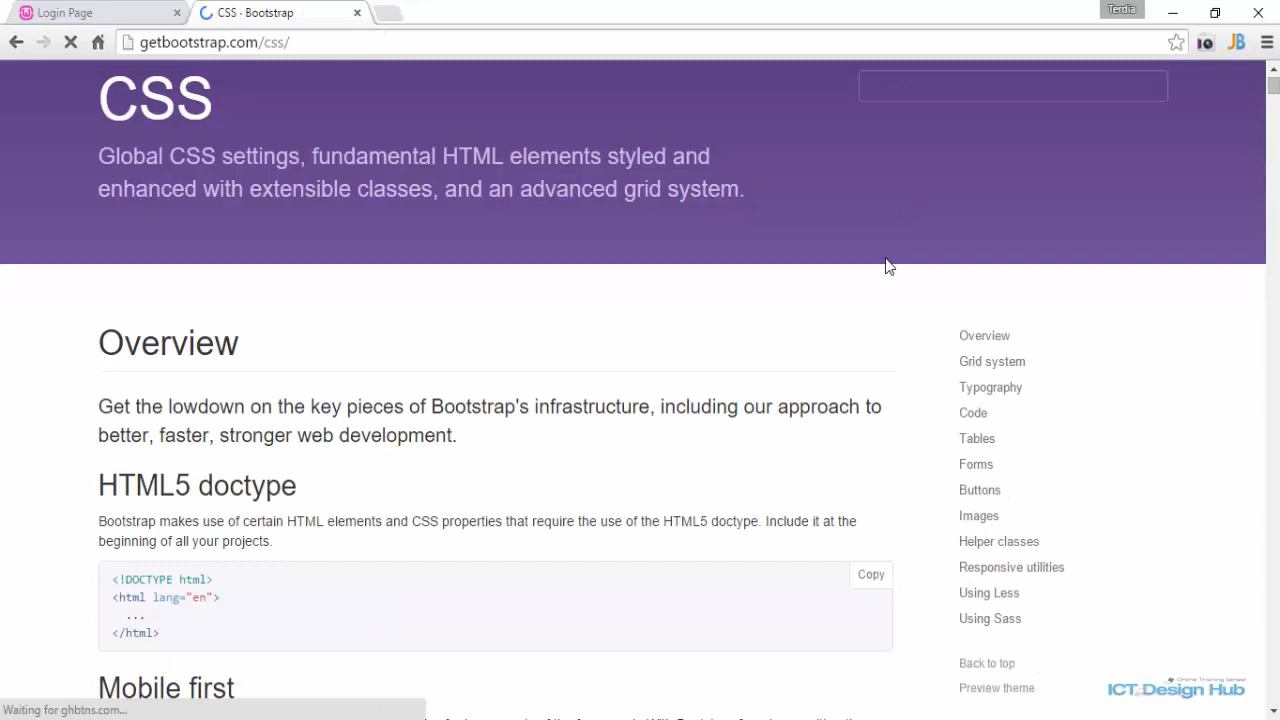 Login Page
CSS · Bootstrap
Terdia
getbootstrap.com/css/
JB
CSS
Global CSS settings, fundamental HTML elements styled and
enhanced with extensible classes, and an advanced grid system.
Overview
Get the lowdown on the key pieces of Bootstrap's infrastructure, including our approach to
better, faster, stronger web development.
HTML5 doctype
Bootstrap makes use of certain HTML elements and CSS properties that require the use of the HTML5 doctype. Include it at the
beginning of all your projects.
Copy
<!DOCTYPE html>
<html lang="en">
...
</html>
Mobile first
Overview
Grid system
Typography
Code
Tables
Forms
Buttons
Images
Helper classes
Responsive utilities
Using Less
Using Sass
Back to top
Preview theme
Online Training Series!
ICT Design Hub
Waiting for ghbtns.com...